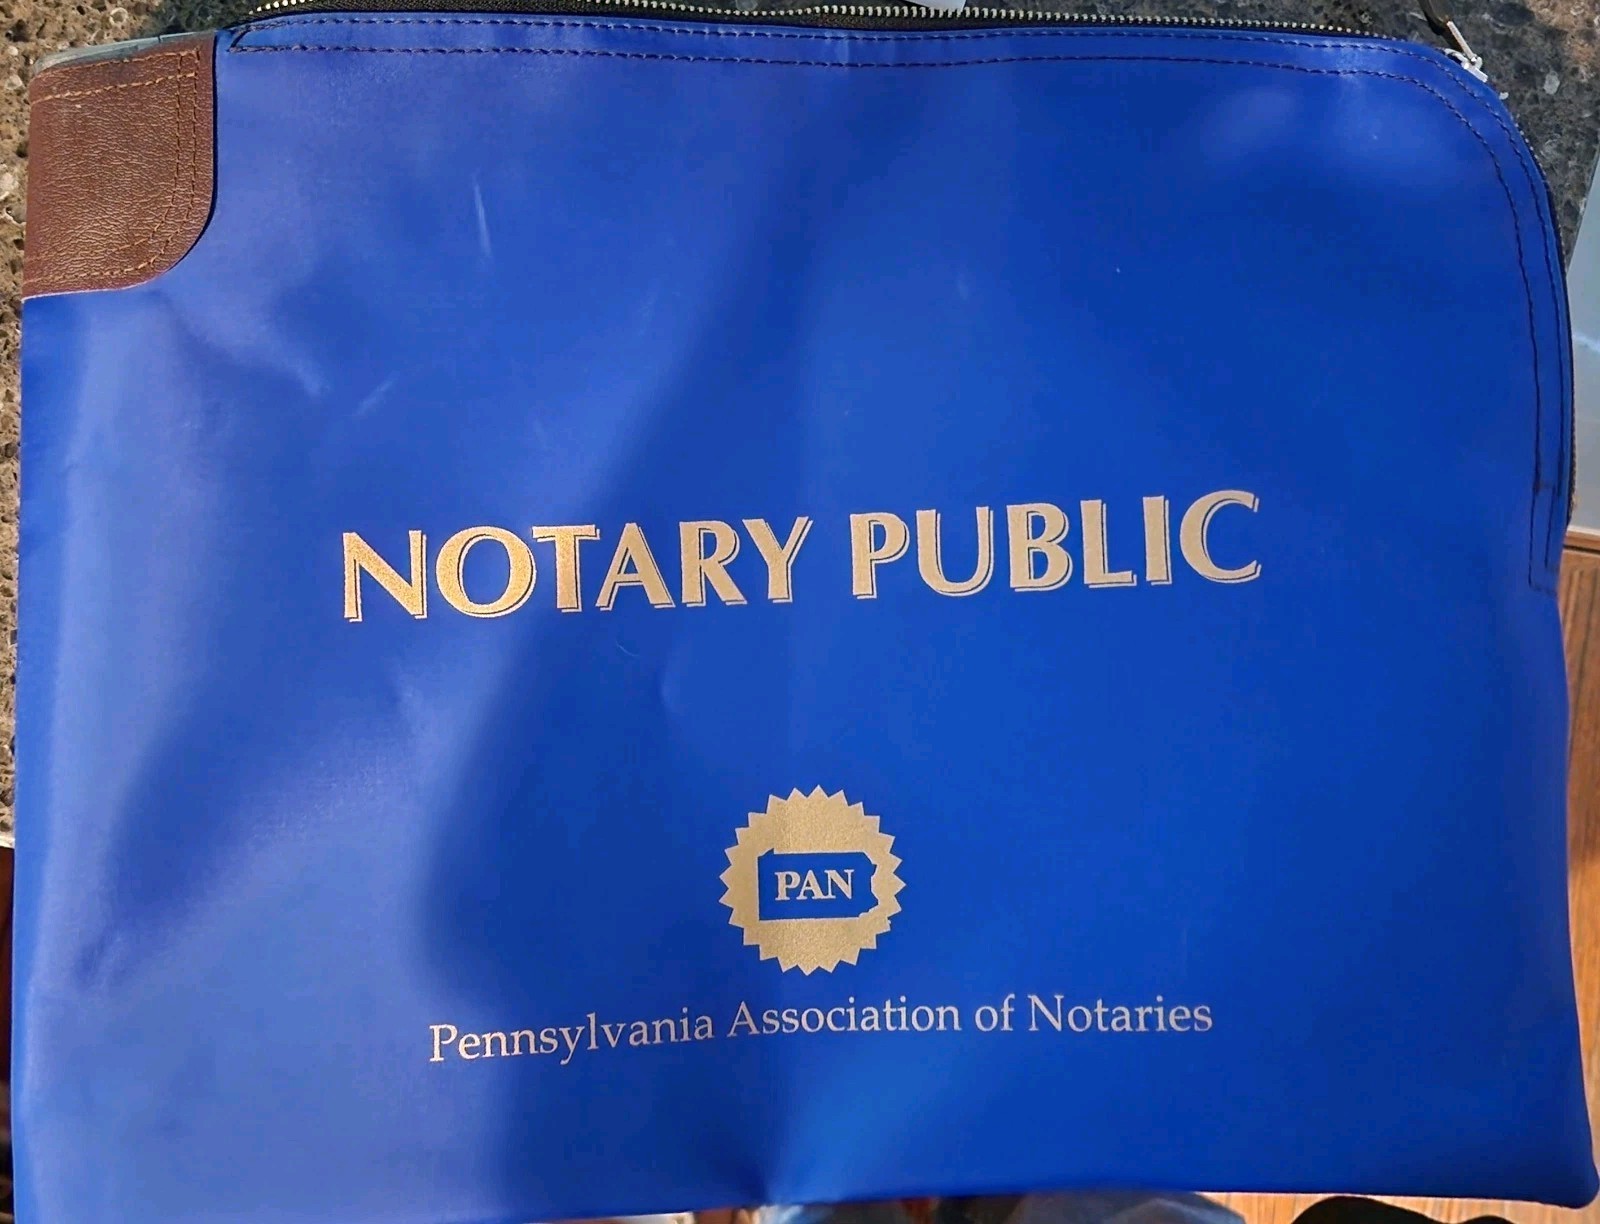 NOTARY PUBLIC
PAN
Pennsylvania Association of Notaries